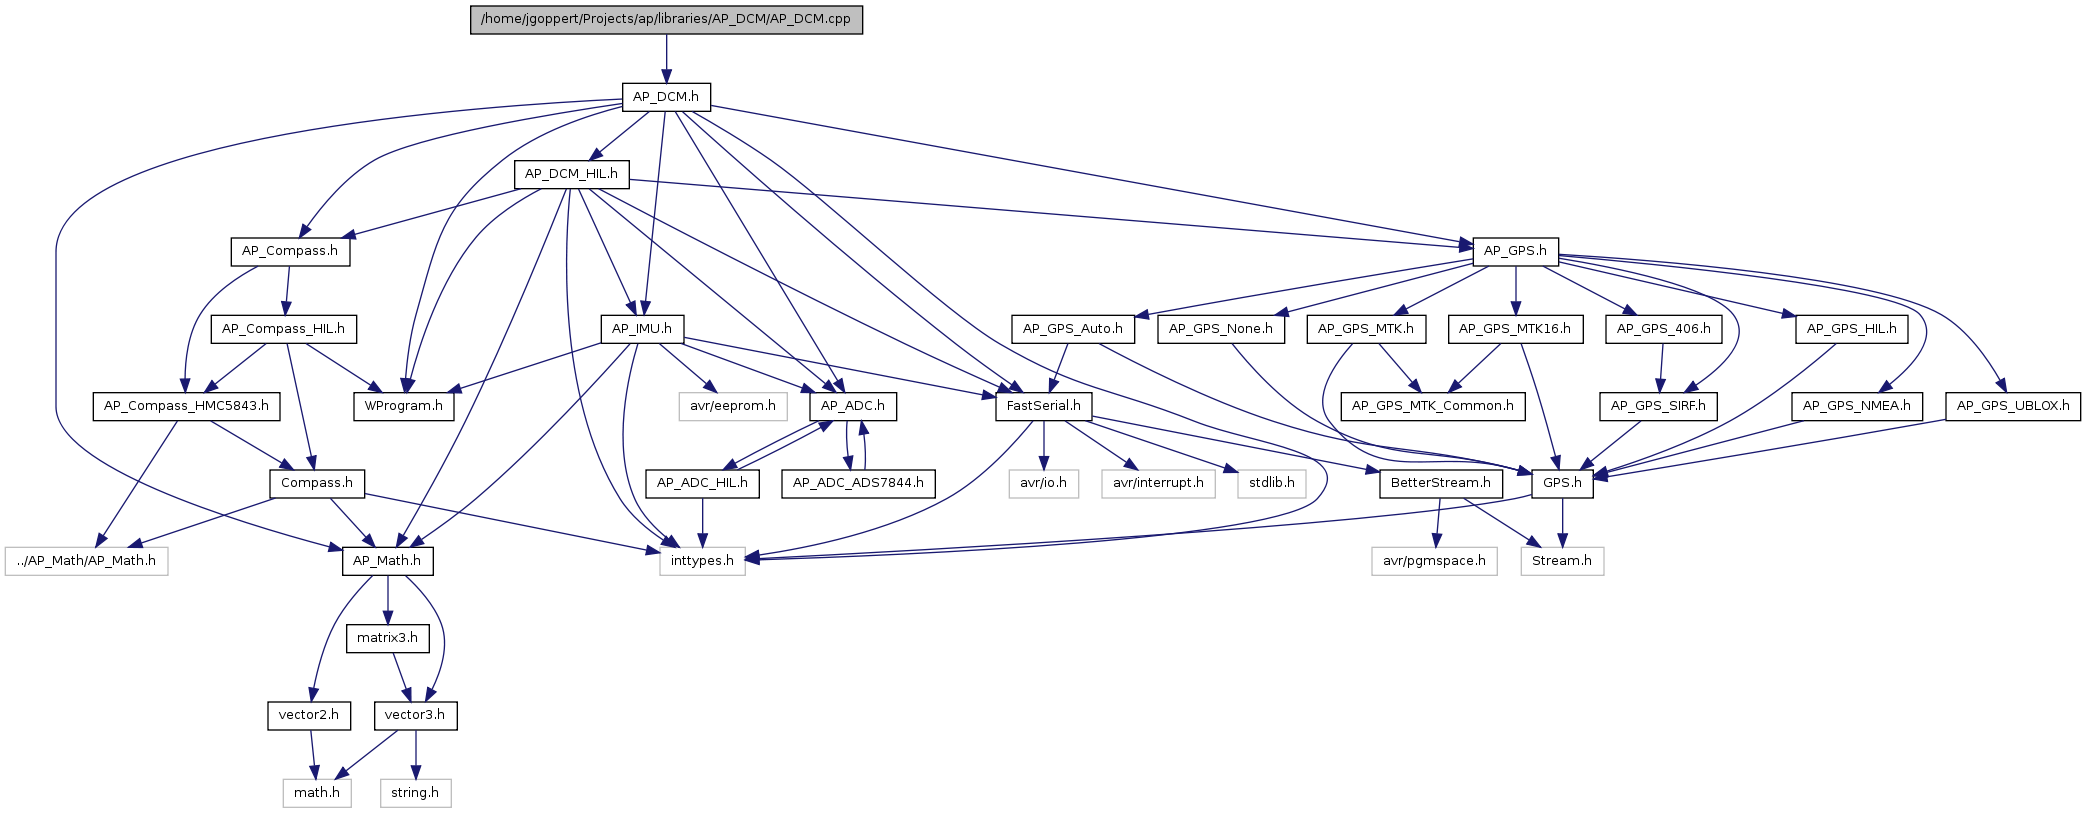 /home/jgoppert/Projects/ap/libraries/AP_DCM/AP_DCM.cpp
AP_DCM.h
AP_DCM_HIL.h
AP_Compass.h
AP_GPS.h
AP_Compass_HIL.h
AP_IMU.h
AP_GPS_Auto.h
AP_GPS_None.h
AP_GPS_MTK.h
AP_GPS_MTK16.h
AP_GPS_406.h
AP_GPS_HIL.h
AP_Compass_HMC5843.h
WProgram.h
avr/eeprom.h
AP_ADC.h
FastSerial.h
AP_GPS_MTK_Common.h
AP_GPS_SIRF.h
AP_GPS_NMEA.h
AP_GPS_UBLOX.h
Compass.h
AP_ADC_HIL.h
AP_ADC_ADS7844.h
avr/io.h
avr/interrupt.h
stdlib.h
BetterStream.h
GPS.h
../AP_Math/AP_Math.h
AP_Math.h
inttypes.h
avr/pgmspace.h
Stream.h
matrix3.h
vector2.h
vector3.h
math.h
string.h